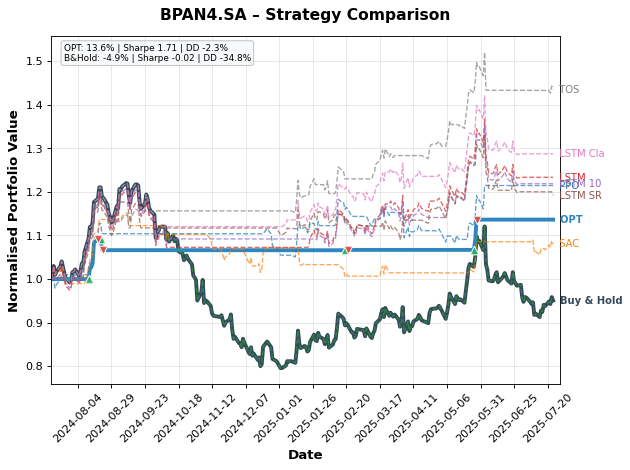 BPAN4.SA – Strategy Comparison
OPT: 13.6% | Sharpe 1.71 | DD -2.3%
B&Hold: -4.9% | Sharpe -0.02 | DD -34.8%
Normalised Portfolio Value
1.5
1.4
1.3
1.2
1.1
1.0
0.9
0.8
TOS
LSTM Cla
LSTM
LSTM SR
OPT
SAC
Buy & Hold
2024-08-04
2024-08-29
2024-09-23
2024-10-18
2024-11-12
2024-12-07
2025-01-01
2025-01-26
2025-02-20
2025-03-17
2025-04-11
2025-05-06
2025-05-31
2025-06-25
2025-07-20
Date